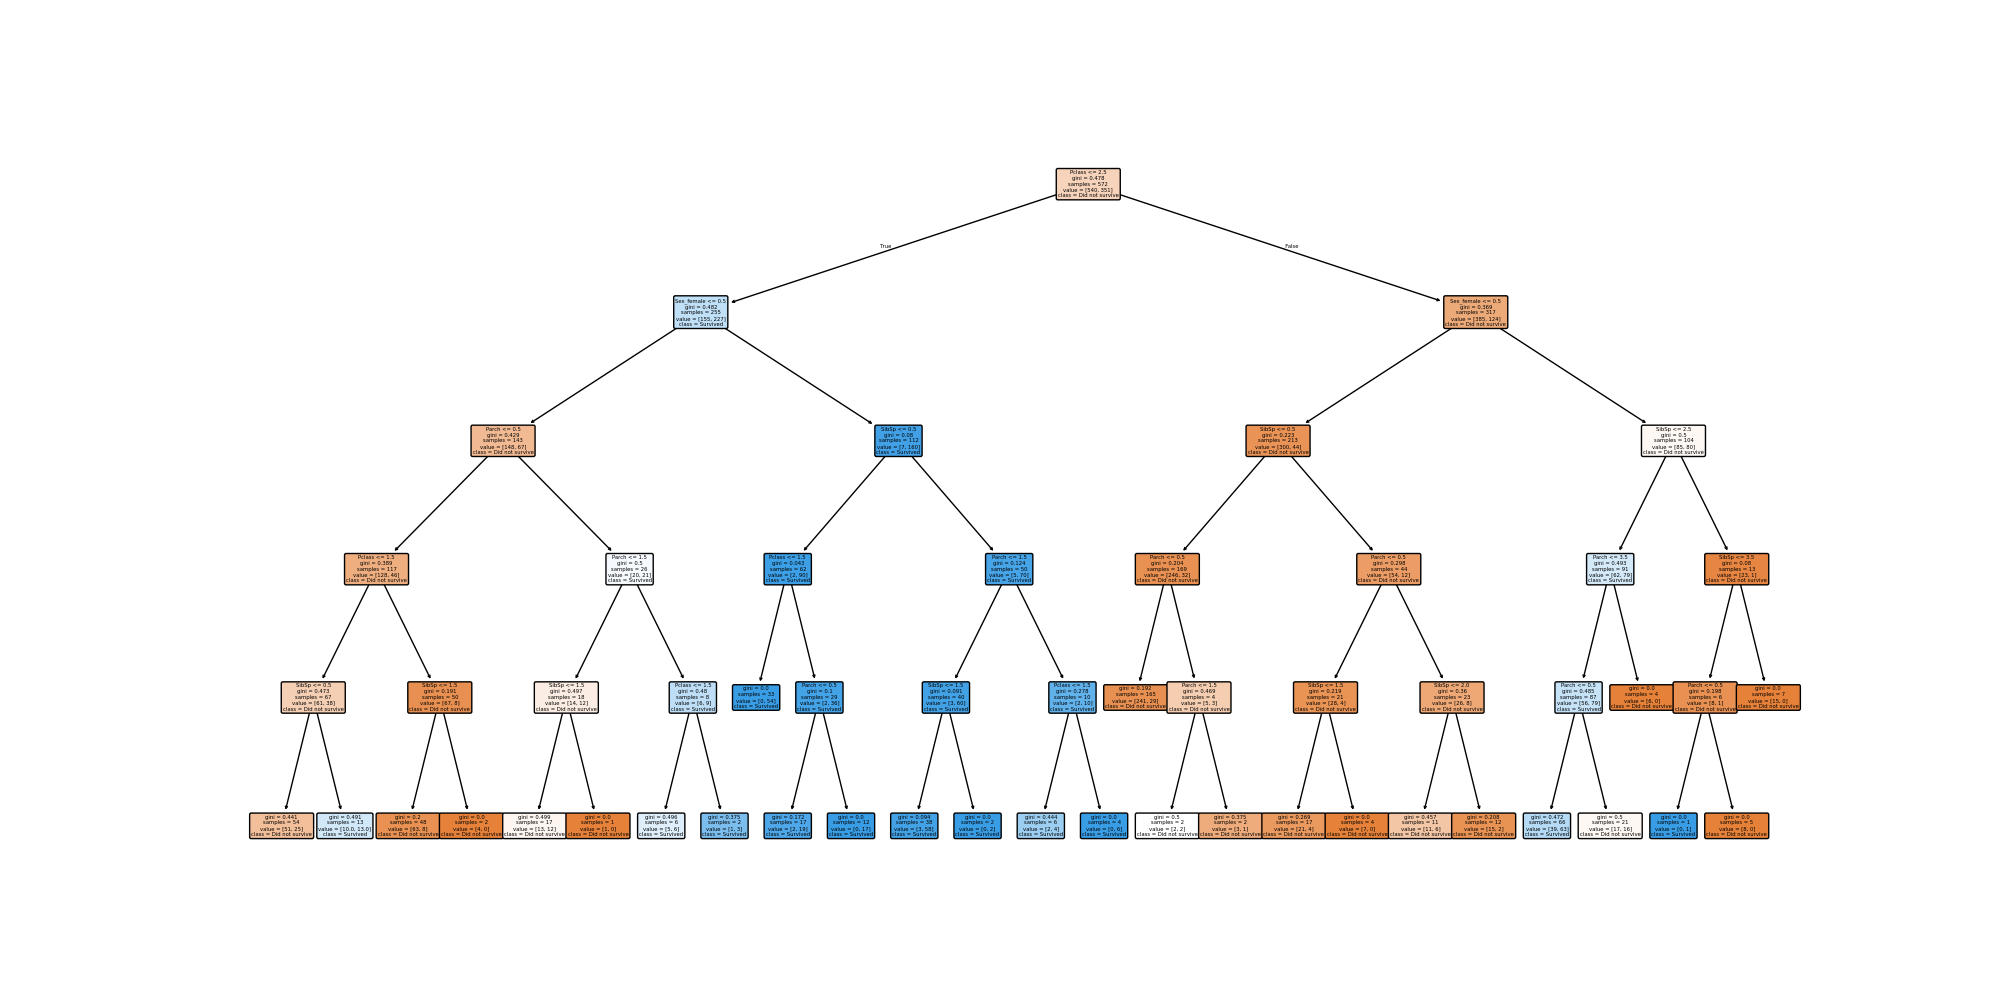 Pclass <= 2.5
gini = 0.478
samples = 572
value = [540, 351]
class = Did not survive
True
False
Sex_female <= 0.5
gini = 0.482
samples = 255
value = [155, 227]
class = Survived
Sex_female <= 0.5
gini = 0.369
samples = 317
value = [385, 124]
class = Did not survive
Parch <= 0.5
gini = 0.429
samples = 143
value = [148, 67]
class = Did not survive
SibSp <= 0.5
gini = 0.08
samples = 112
value = [7, 160]
class = Survived
SibSp <= 0.5
gini = 0.223
samples = 213
value = [300, 44]
class = Did not survive
SibSp <= 2.5
gini = 0.5
samples = 104
value = [85, 80]
class = Did not survive
Pclass <= 1.5
gini = 0.389
samples = 117
value = [128, 46]
class = Did not survive
Parch <= 1.5
gini = 0.5
samples = 26
value = [20, 21]
class = Survived
Pclass <= 1.5
gini = 0.043
samples = 62
value = [2, 90]
class = Survived
Parch <= 1.5
gini = 0.124
samples = 50
value = [5, 70]
class = Survived
Parch <= 0.5
gini = 0.204
samples = 169
value = [246, 32]
class = Did not survive
Parch <= 0.5
gini = 0.298
samples = 44
value = [54, 12]
class = Did not survive
Parch <= 3.5
gini = 0.493
samples = 91
value = [62, 79]
class = Survived
SibSp <= 3.5
gini = 0.08
samples = 13
value = [23, 1]
class = Did not survive
SibSp <= 0.5
gini = 0.473
samples = 67
value = [61, 38]
class = Did not survive
SibSp <= 1.5
gini = 0.191
samples = 50
value = [67, 8]
class = Did not survive
SibSp <= 1.5
gini = 0.497
samples = 18
value = [14, 12]
class = Did not survive
Pclass <= 1.5
gini = 0.48
samples = 8
value = [6, 9]
class = Survived
gini = 0.0
samples = 33
value = [0, 54]
class = Survived
Parch <= 0.5
gini = 0.1
samples = 29
value = [2, 36]
class = Survived
SibSp <= 1.5
gini = 0.091
samples = 40
value = [3, 60]
class = Survived
Pclass <= 1.5
gini = 0.278
samples = 10
value = [2, 10]
class = Survived
gini = 0.192
samples = 165
value = [241, 29]
class = Did not survive
Parch <= 1.5
gini = 0.469
samples = 4
value = [5, 3]
class = Did not survive
SibSp <= 1.5
gini = 0.219
samples = 21
value = [28, 4]
class = Did not survive
SibSp <= 2.0
gini = 0.36
samples = 23
value = [26, 8]
class = Did not survive
Parch <= 0.5
gini = 0.485
samples = 87
value = [56, 79]
class = Survived
gini = 0.0
samples = 4
value = [6, 0]
class = Did not survive
Parch <= 0.5
gini = 0.198
samples = 6
value = [8, 1]
class = Did not survive
gini = 0.0
samples = 7
value = [15, 0]
class = Did not survive
gini = 0.441
samples = 54
value = [51, 25]
class = Did not survive
gini = 0.491
samples = 13
value = [10.0, 13.0]
class = Survived
gini = 0.2
samples = 48
value = [63, 8]
class = Did not survive
gini = 0.0
samples = 2
value = [4, 0]
class = Did not survive
gini = 0.499
samples = 17
value = [13, 12]
class = Did not survive
gini = 0.0
samples = 1
value = [1, 0]
class = Did not survive
gini = 0.496
samples = 6
value = [5, 6]
class = Survived
gini = 0.375
samples = 2
value = [1, 3]
class = Survived
gini = 0.172
samples = 17
value = [2, 19]
class = Survived
gini = 0.0
samples = 12
value = [0, 17]
class = Survived
gini = 0.094
samples = 38
value = [3, 58]
class = Survived
gini = 0.0
samples = 2
value = [0, 2]
class = Survived
gini = 0.444
samples = 6
value = [2, 4]
class = Survived
gini = 0.0
samples = 4
value = [0, 6]
class = Survived
gini = 0.5
samples = 2
value = [2, 2]
class = Did not survive
gini = 0.375
samples = 2
value = [3, 1]
class = Did not survive
gini = 0.269
samples = 17
value = [21, 4]
class = Did not survive
gini = 0.0
samples = 4
value = [7, 0]
class = Did not survive
gini = 0.457
samples = 11
value = [11, 6]
class = Did not survive
gini = 0.208
samples = 12
value = [15, 2]
class = Did not survive
gini = 0.472
samples = 66
value = [39, 63]
class = Survived
gini = 0.5
samples = 21
value = [17, 16]
class = Did not survive
gini = 0.0
samples = 1
value = [0, 1]
class = Survived
gini = 0.0
samples = 5
value = [8, 0]
class = Did not survive